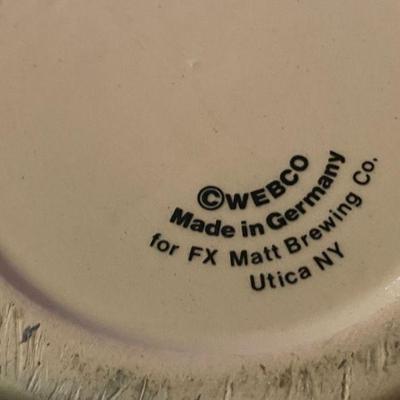 ©WEBCO
Made in Germany
for FX Matt Brewing Co.
Utica NY